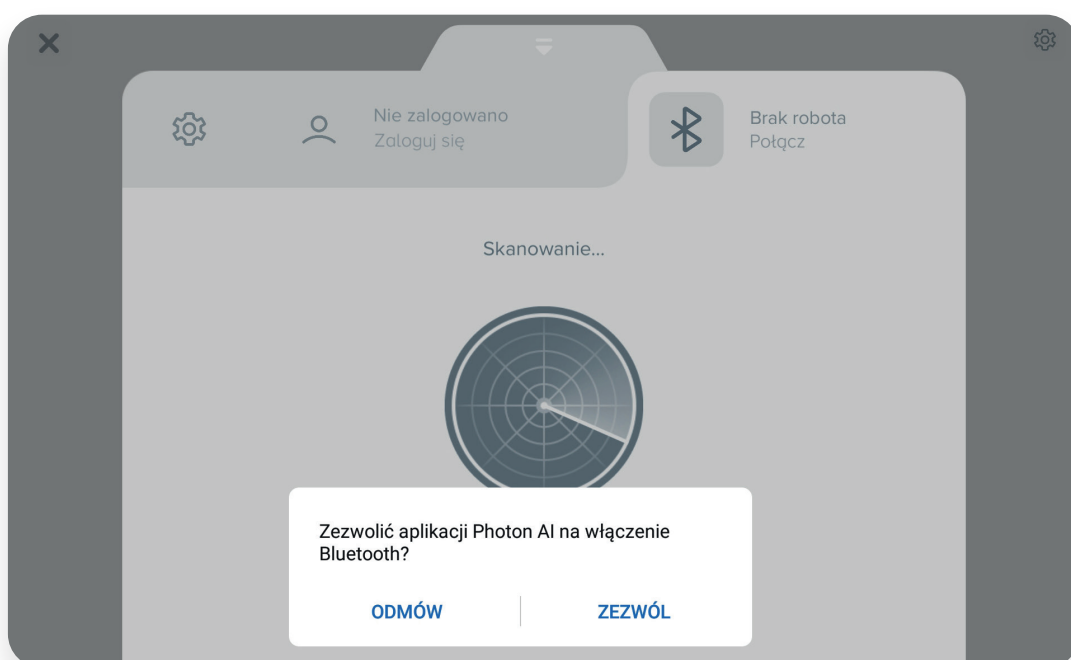 Nie zalogowano
Zaloguj się
Brak robota
Połącz
Skanowanie...
Zezwolić aplikacji Photon AI na włączenie
Bluetooth?
ODMÓW
ZEZWÓL